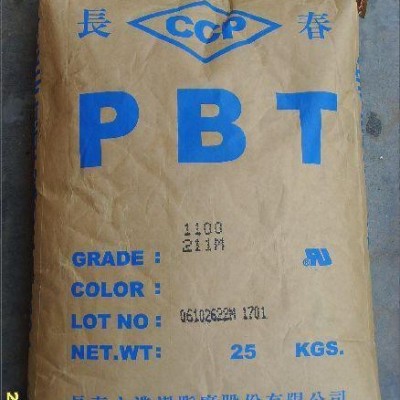 長 CCP 春
PBT
1100
GRADE : 211M
COLOR :
LOT NO : 06102622M 1701
NET.WT: 25 KGS.